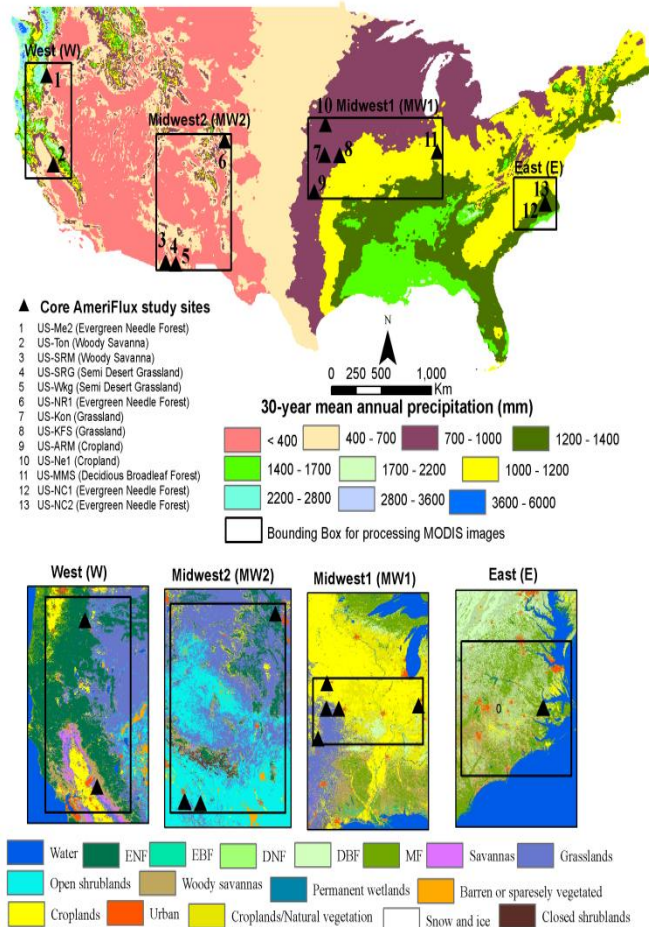 West (W)
1
2
Midwest2 (MW2)
6
3
4
5
10
Midwest1 (MW1)
7
8
11
9
East (E)
13
12
▲ Core AmeriFlux study sites
1 US-Me2 (Evergreen Needle Forest)
2 US-Ton (Woody Savanna)
3 US-SRM (Woody Savanna)
4 US-SRG (Semi Desert Grassland)
5 US-Wkg (Semi Desert Grassland)
6 US-NR1 (Evergreen Needle Forest)
7 US-Kon (Grassland)
8 US-KFS (Grassland)
9 US-ARM (Cropland)
10 US-Ne1 (Cropland)
11 US-MMS (Decidious Broadleaf Forest)
12 US-NC1 (Evergreen Needle Forest)
13 US-NC2 (Evergreen Needle Forest)
N
0 250 500 1,000
Km
30-year mean annual precipitation (mm)
< 400 400 - 700 700 - 1000 1200 - 1400
1400 - 1700 1700 - 2200 1000 - 1200
2200 - 2800 2800 - 3600 3600 - 6000
Bounding Box for processing MODIS images
West (W) Midwest2 (MW2) Midwest1 (MW1) East (E)
0
Water ENF EBF DNF DBF MF Savannas Grasslands
Open shrublands Woody savannas Permanent wetlands Barren or sparesely vegetated
Croplands Urban Croplands/Natural vegetation Snow and ice Closed shrublands